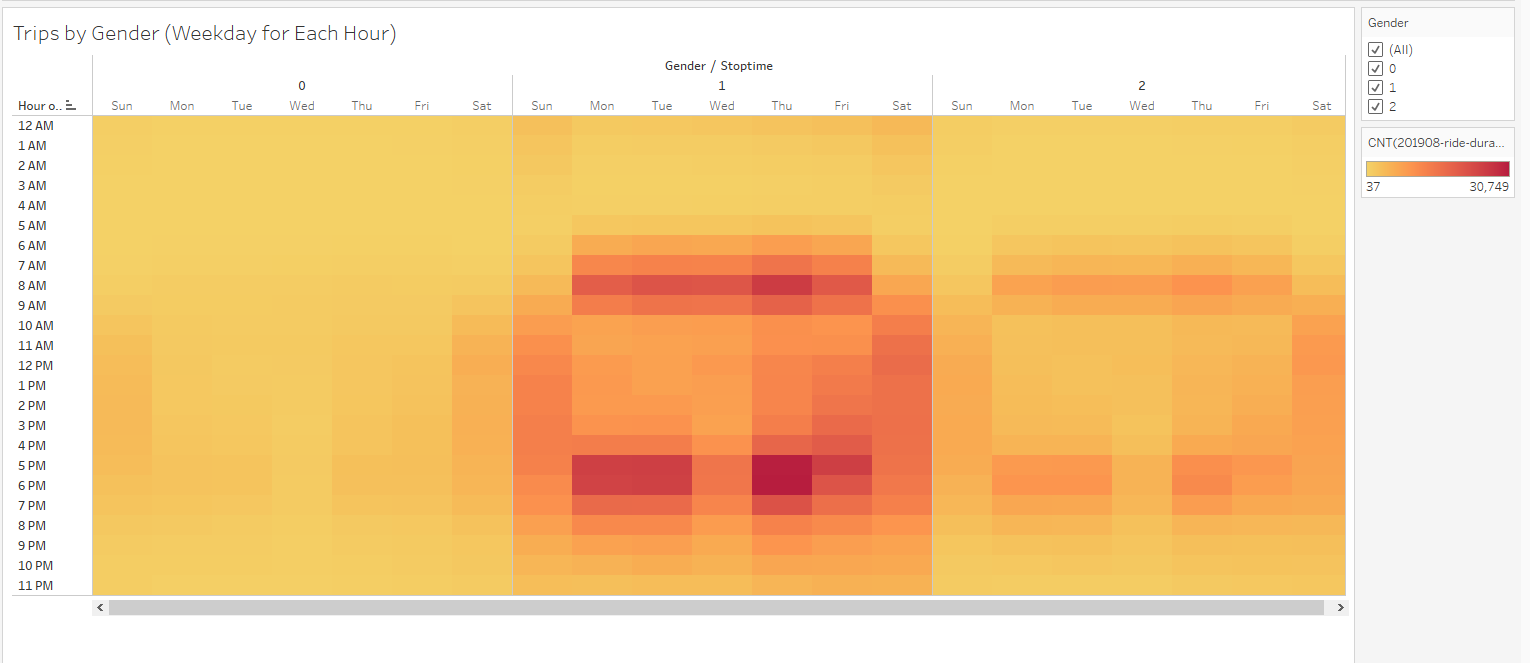 Trips by Gender (Weekday for Each Hour)
Gender / Stoptime
0 1 2
Hour o.. Sun Mon Tue Wed Thu Fri Sat Sun Mon Tue Wed Thu Fri Sat Sun Mon Tue Wed Thu Fri Sat
12 AM
1 AM
2 AM
3 AM
4 AM
5 AM
6 AM
7 AM
8 AM
9 AM
10 AM
11 AM
12 PM
1 PM
2 PM
3 PM
4 PM
5 PM
6 PM
7 PM
8 PM
9 PM
10 PM
11 PM
Gender
(All)
0
1
2
CNT(201908-ride-dura...
37 30,749